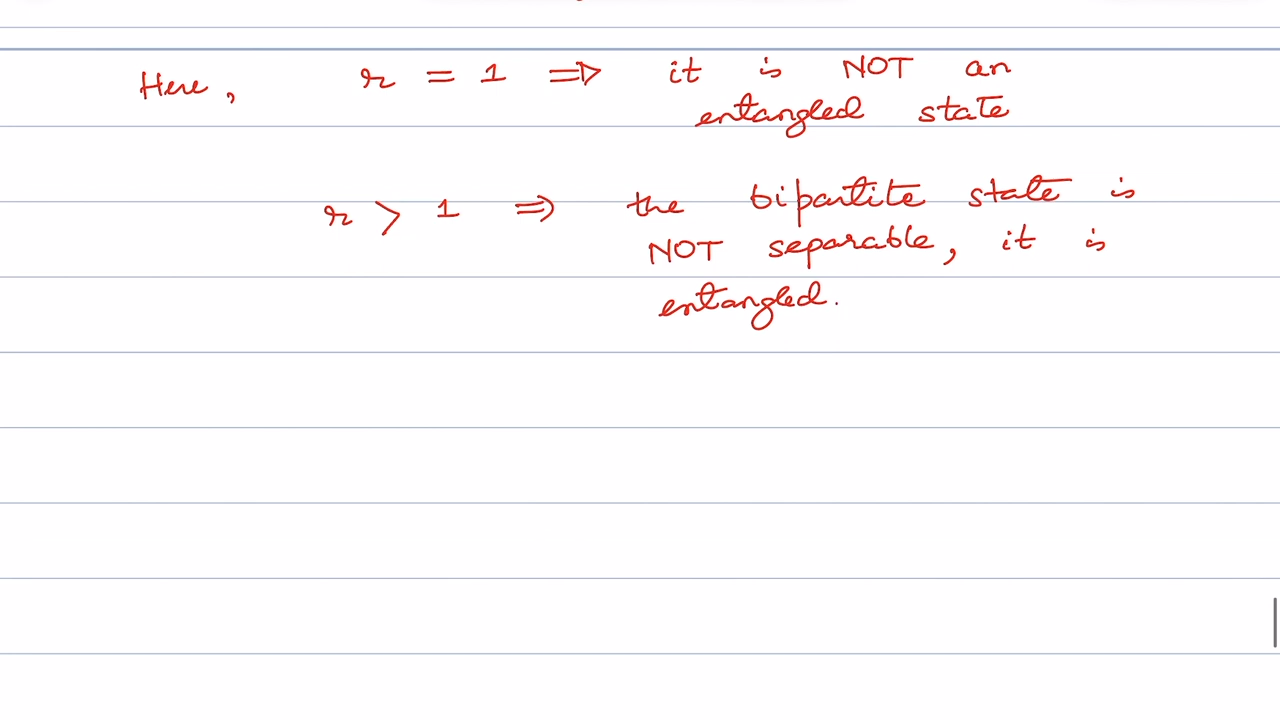 Here, r = 1 ⇒ it is NOT an
entangled state
r > 1 ⇒ the bipartite state is
NOT separable, it is
entangled.